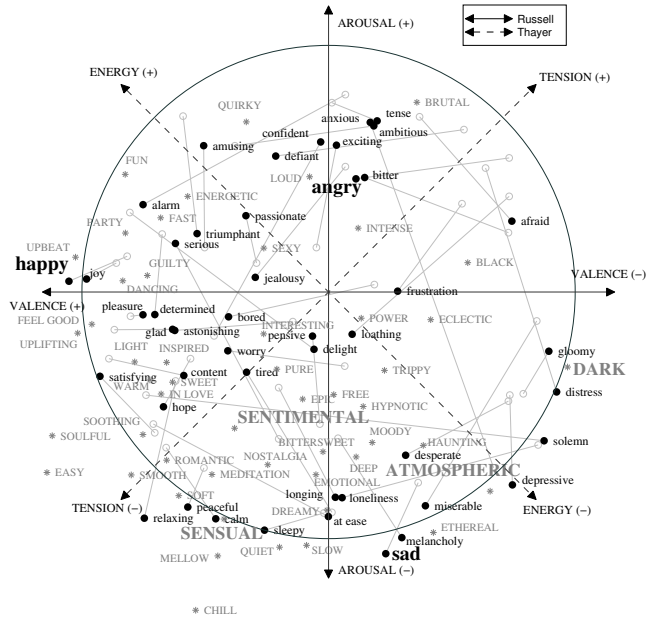 Russell
Thayer
AROUSAL (+)
ENERGY (+)
TENSION (+)
QUIRKY
BRUTAL
anxious
tense
ambitious
confident
exciting
amusing
defiant
FUN
LOUD
bitter
angry
ENERGETIC
alarm
FAST
passionate
afraid
PARTY
triumphant
INTENSE
serious
UPBEAT
SEXY
happy
GUILTY
BLACK
joy
DANCING
jealousy
VALENCE (−)
frustration
VALENCE (+)
pleasure
determined
FEEL GOOD
bored
POWER
ECLECTIC
INTERESTING
glad
astonishing
pensive
loathing
UPLIFTING
LIGHT
INSPIRED
worry
delight
gloomy
PURE
TRIPPY
DARK
satisfying
content
tired
WARM
SWEET
distress
IN LOVE
EPIC
FREE
hope
HYPNOTIC
SENTIMENTAL
SOOTHING
MOODY
SOULFUL
BITTERSWEET
HAUNTING
solemn
NOSTALGIA
desperate
ROMANTIC
DEEP
ATMOSPHERIC
EASY
SMOOTH
MEDITATION
EMOTIONAL
depressive
SOFT
longing
loneliness
TENSION (−)
peaceful
DREAMY
miserable
ENERGY (−)
relaxing
calm
at ease
SENSUAL
sleepy
ETHEREAL
melancholy
QUIET
SLOW
sad
MELLOW
AROUSAL (−)
CHILL